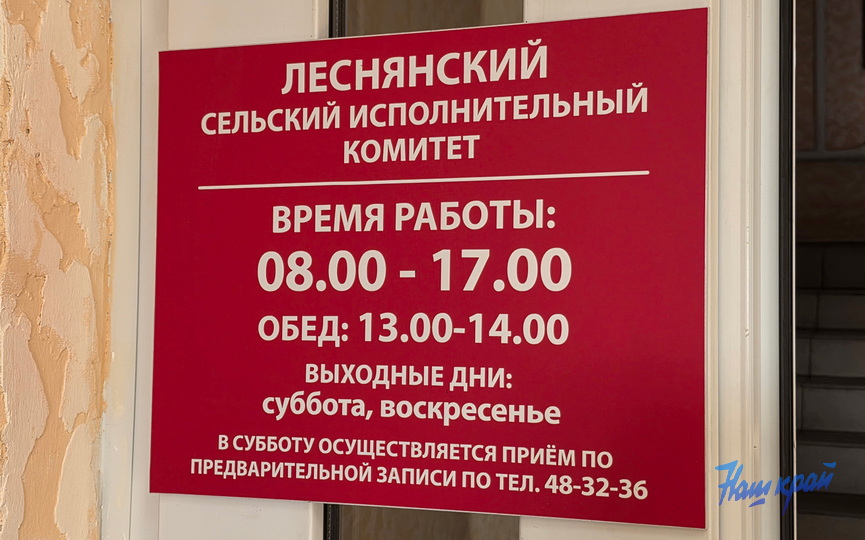 ЛЕСНЯНСКИЙ
СЕЛЬСКИЙ ИСПОЛНИТЕЛЬНЫЙ
КОМИТЕТ
ВРЕМЯ РАБОТЫ:
08.00 - 17.00
ОБЕД: 13.00-14.00
ВЫХОДНЫЕ ДНИ:
суббота, воскресенье
В СУББОТУ ОСУЩЕСТВЛЯЕТСЯ ПРИЁМ ПО
ПРЕДВАРИТЕЛЬНОЙ ЗАПИСИ ПО ТЕЛ. 48-32-36
Наш край